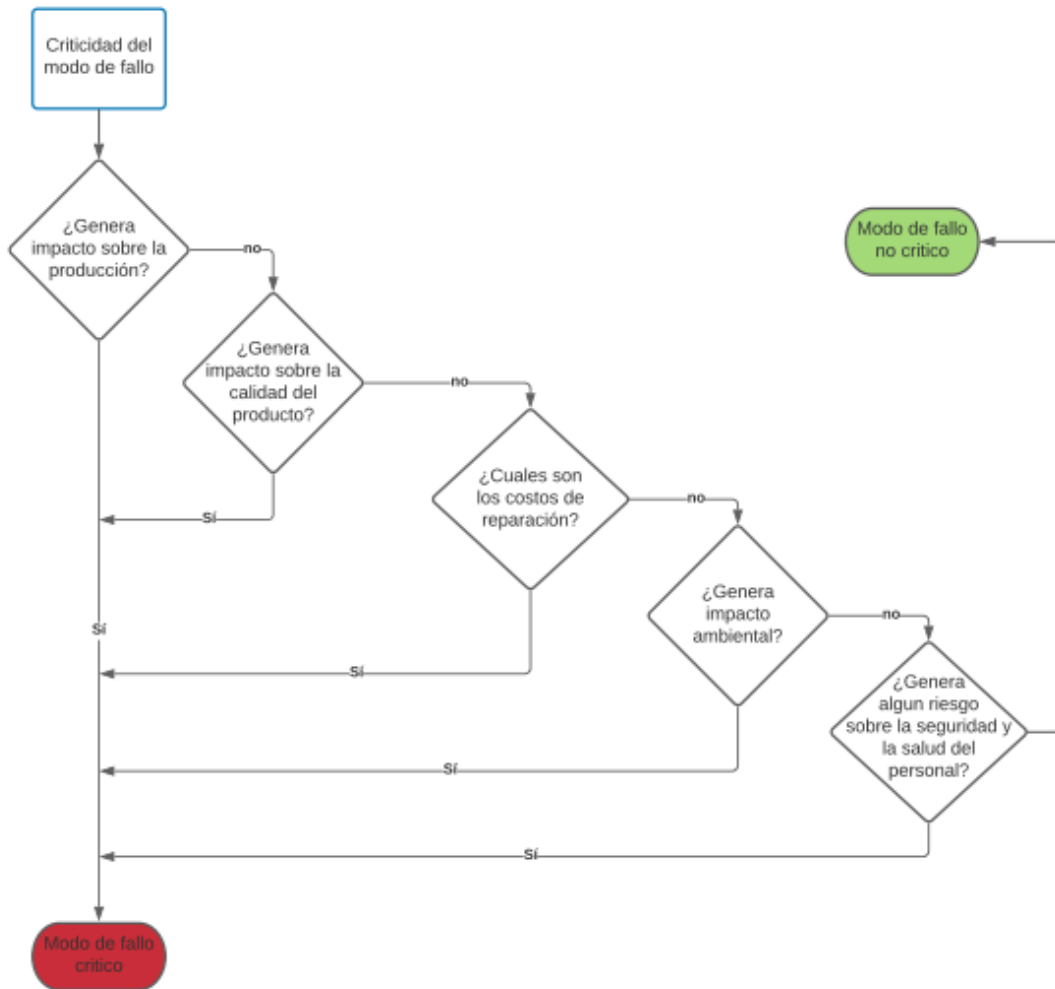 Criticidad del
modo de fallo
¿Genera
impacto sobre la
producción?
no
Modo de fallo
no critico
¿Genera
impacto sobre la
calidad del
producto?
no
¿Cuales son
los costos de
reparación?
no
Sí
¿Genera
impacto
ambiental?
no
Sí
Sí
¿Genera
algun riesgo
sobre la seguridad y
la salud del
personal?
Sí
Sí
Modo de fallo
critico